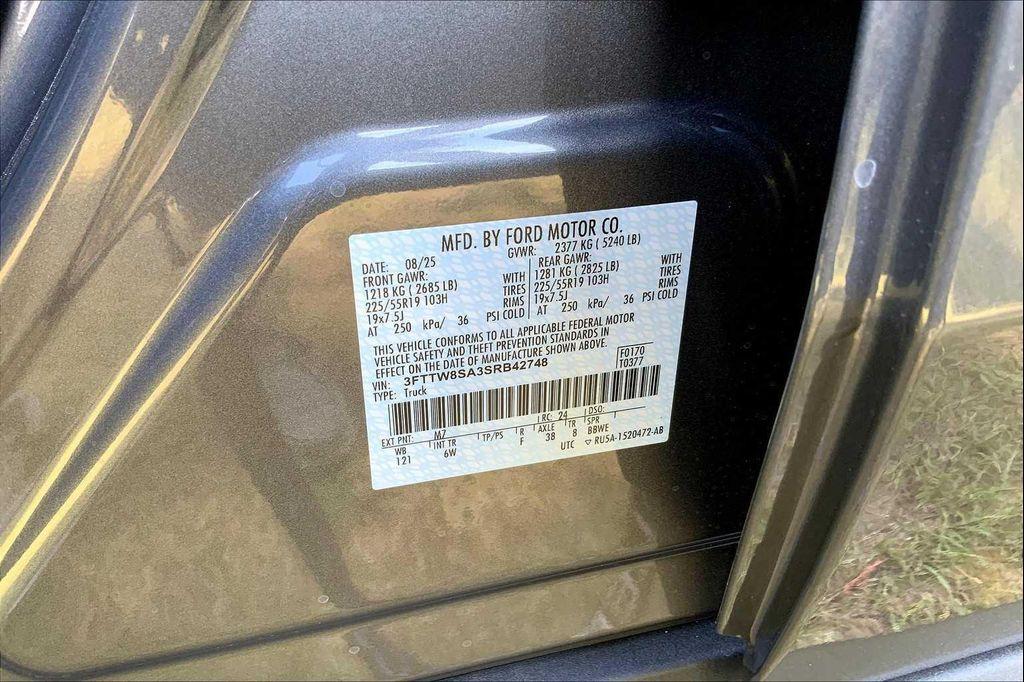 MFD. BY FORD MOTOR CO.
DATE: 08/25 GVWR: 2377 KG ( 5240 LB)
FRONT GAWR: REAR GAWR:
1218 KG ( 2685 LB) WITH 1281 KG ( 2825 LB) WITH
225/55R19 103H TIRES 225/55R19 103H TIRES
19x7.5J RIMS 19x7.5J RIMS
AT 250 kPa/ 36 PSI COLD AT 250 kPa/ 36 PSI COLD
THIS VEHICLE CONFORMS TO ALL APPLICABLE FEDERAL MOTOR
VEHICLE SAFETY AND THEFT PREVENTION STANDARDS IN
EFFECT ON THE DATE OF MANUFACTURE SHOWN ABOVE.
VIN: 3FTTW8SA3SRB42748 F0170
TYPE: Truck T0377
EXT PNT: M7 RC: 24 DSO:
WB INT TR TP/PS R AXLE TR SPR
121 6W F 38 8 BBWE
UTC ▽ RU5A-1520472-AB